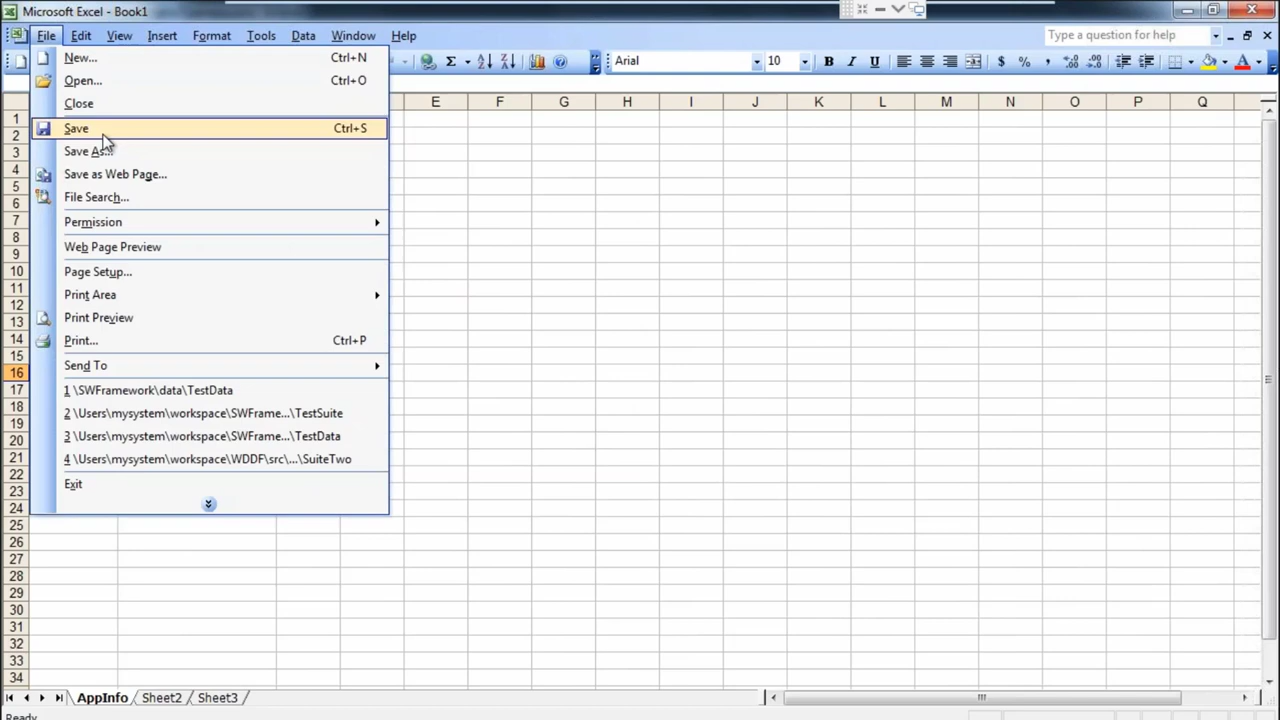 Microsoft Excel - Book1
File Edit View Insert Format Tools Data Window Help
Type a question for help
Arial 10 B I U $ % ,
New... Ctrl+N
Open... Ctrl+O
Close
Save Ctrl+S
Save As...
Save as Web Page...
File Search...
Permission
Web Page Preview
Page Setup...
Print Area
Print Preview
Print... Ctrl+P
Send To
1 \SWFramework\data\TestData
2 \Users\mysystem\workspace\SWFrame...\TestSuite
3 \Users\mysystem\workspace\SWFrame...\TestData
4 \Users\mysystem\workspace\WDDF\src\...\SuiteTwo
Exit
E F G H I J K L M N O P Q
1
2
3
4
5
6
7
8
9
10
11
12
13
14
15
16
17
18
19
20
21
22
23
24
25
26
27
28
29
30
31
32
33
34
AppInfo Sheet2 Sheet3
Ready